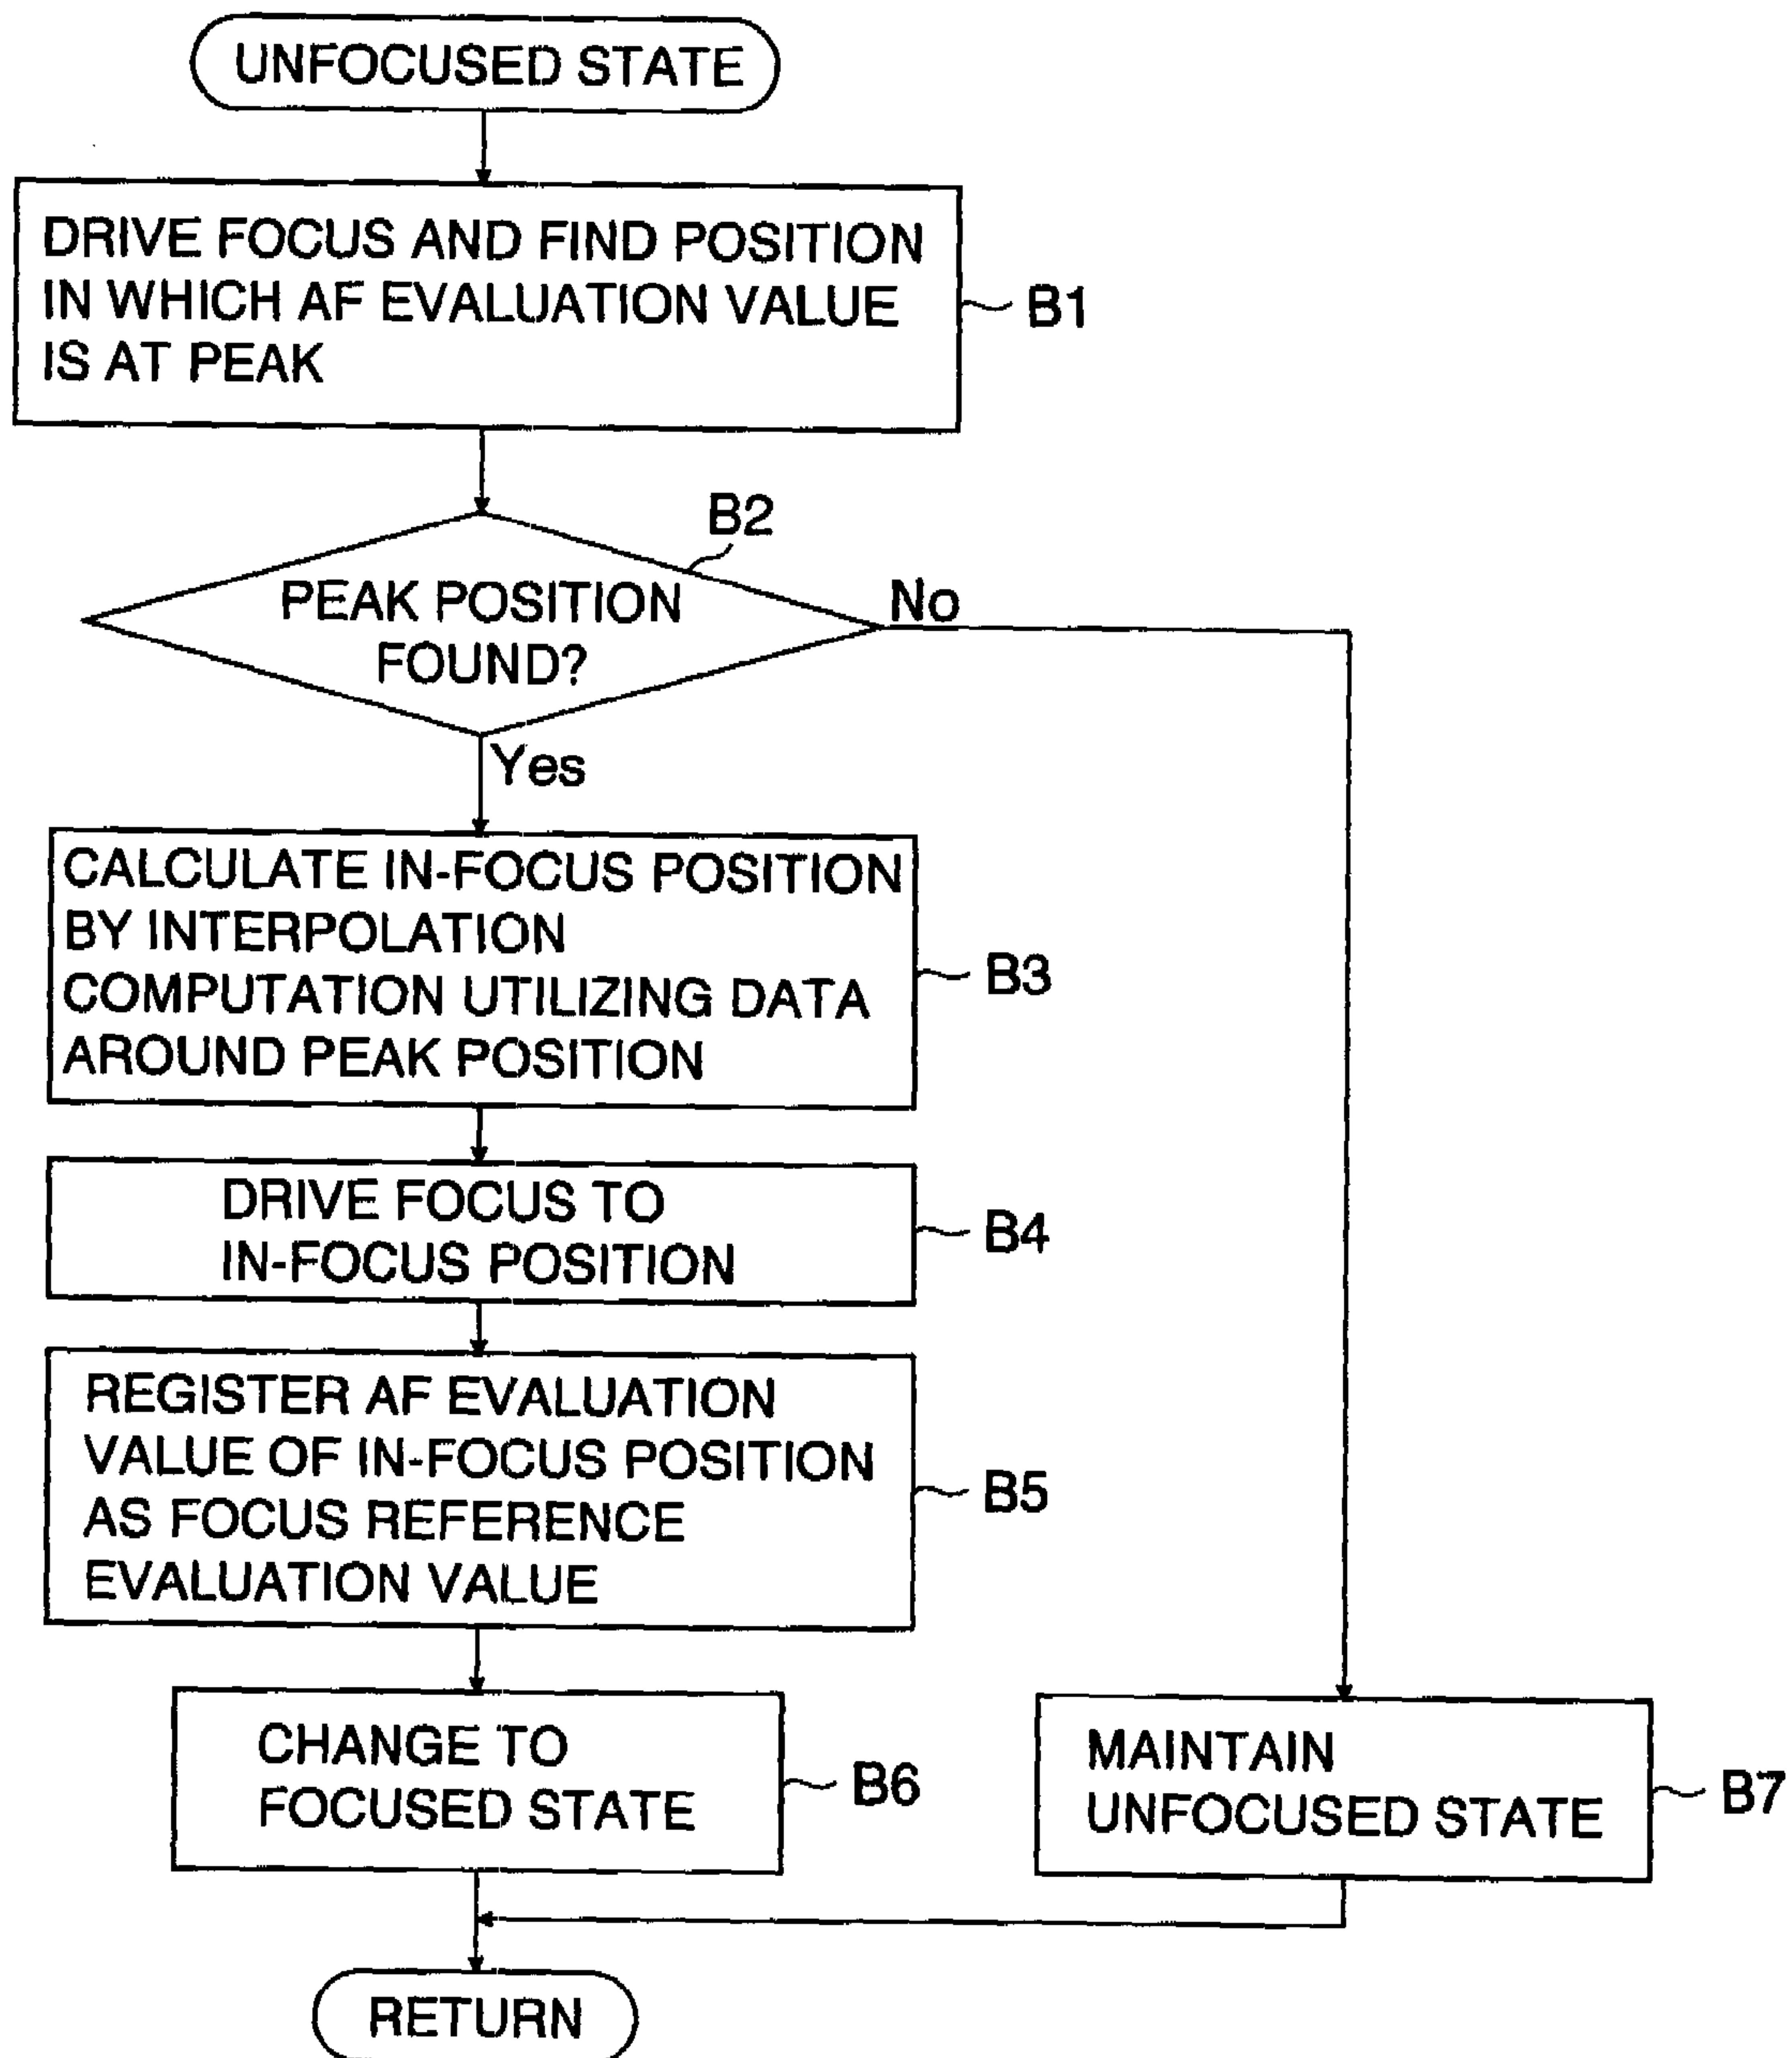 UNFOCUSED STATE
DRIVE FOCUS AND FIND POSITION
IN WHICH AF EVALUATION VALUE
IS AT PEAK
B1
B2
PEAK POSITION
FOUND?
No
Yes
CALCULATE IN-FOCUS POSITION
BY INTERPOLATION
COMPUTATION UTILIZING DATA
AROUND PEAK POSITION
B3
DRIVE FOCUS TO
IN-FOCUS POSITION
B4
REGISTER AF EVALUATION
VALUE OF IN-FOCUS POSITION
AS FOCUS REFERENCE
EVALUATION VALUE
B5
CHANGE TO
FOCUSED STATE
B6
MAINTAIN
UNFOCUSED STATE
B7
RETURN